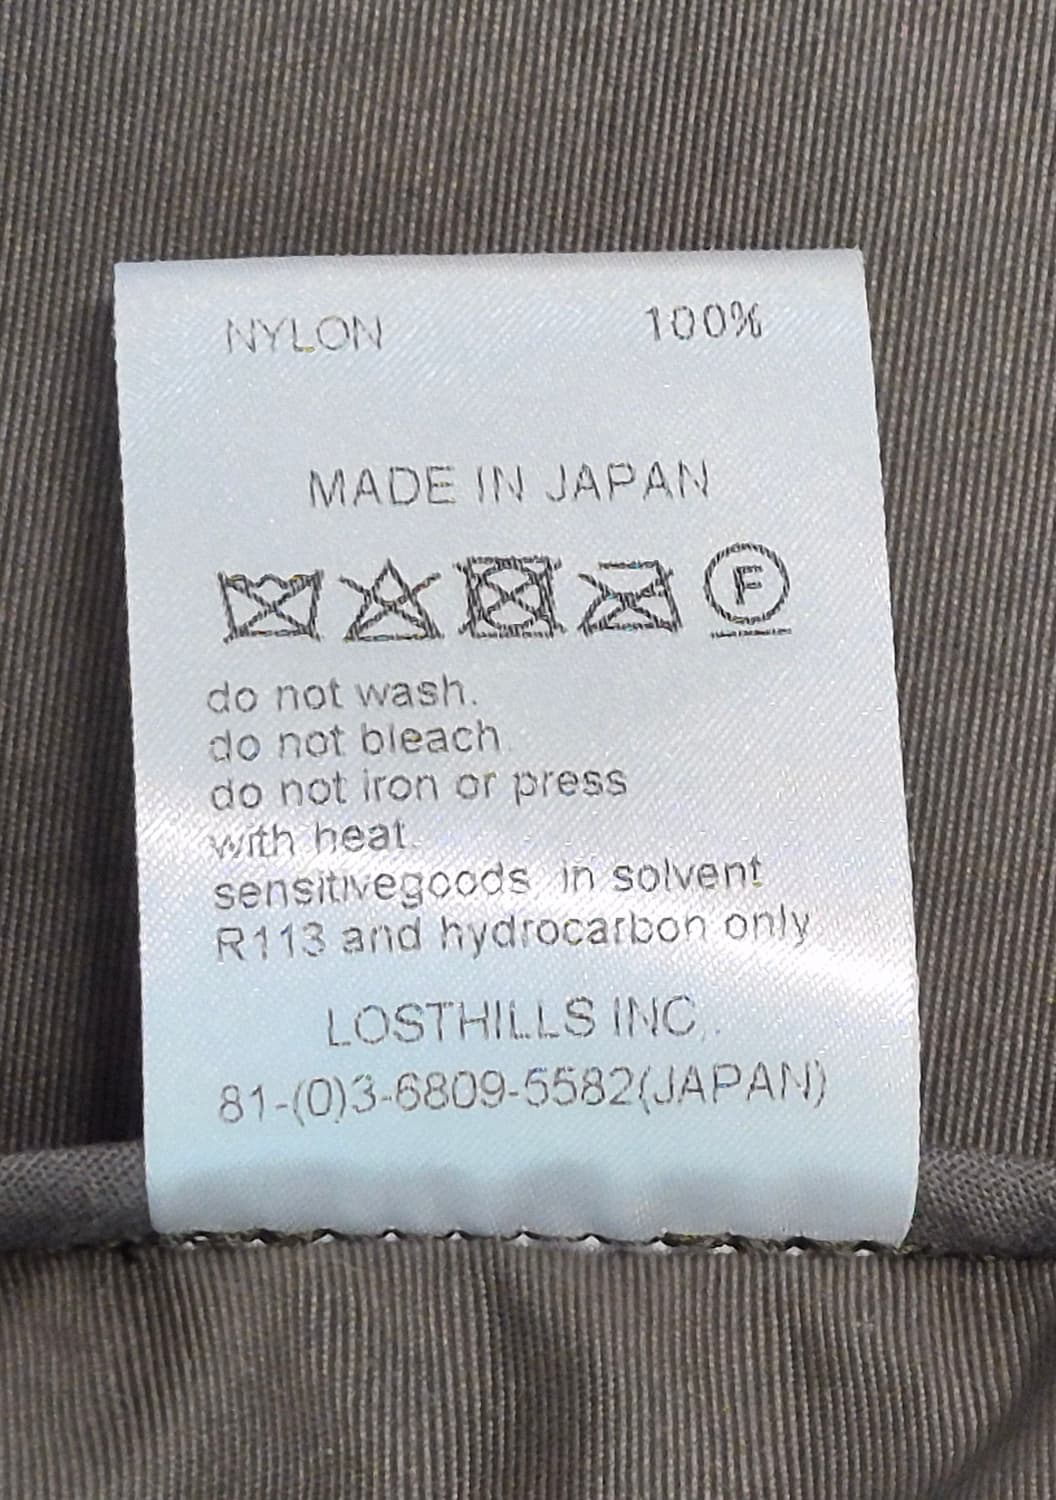 NYLON 100%
MADE IN JAPAN
F
do not wash.
do not bleach
do not iron or press
with heat.
sensitivegoods in solvent
R113 and hydrocarbon only
LOSTHILLS INC,.
81-(0)3-6809-5582(JAPAN)